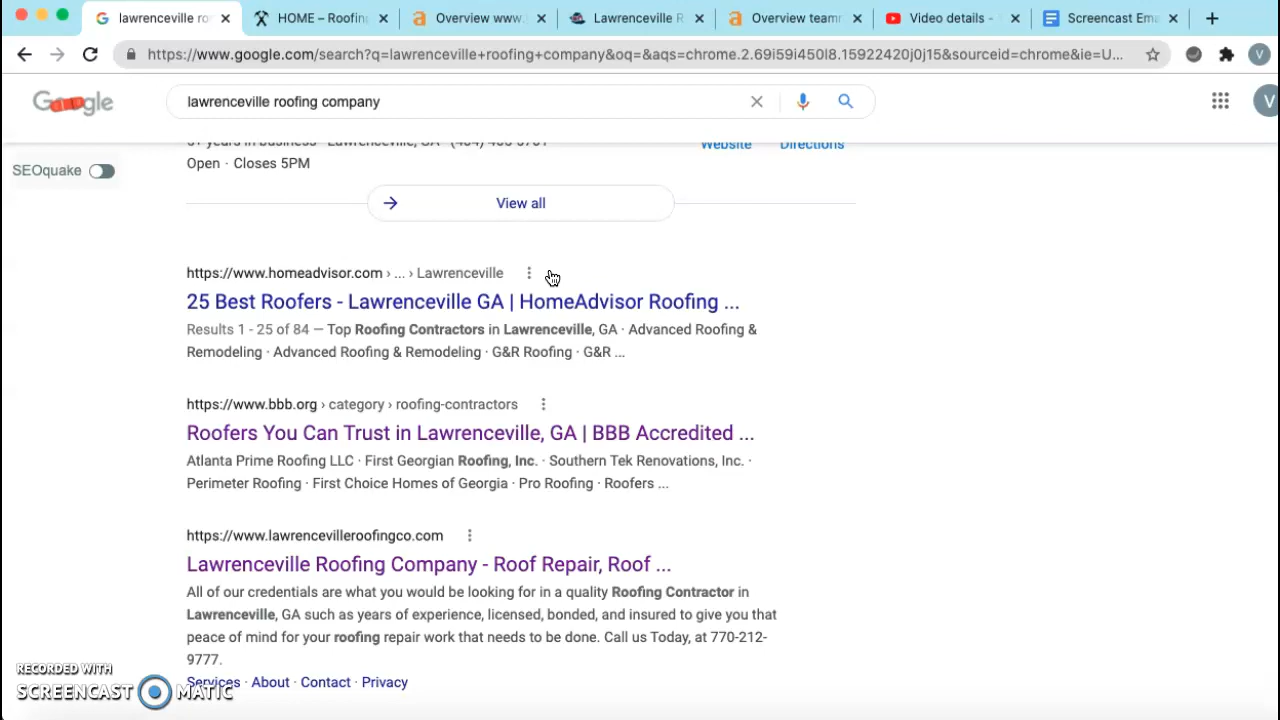 lawrenceville ro
HOME – Roofing
Overview www.
Lawrenceville R
Overview teamr
Video details -
Screencast Ema
https://www.google.com/search?q=lawrenceville+roofing+company&oq=&aqs=chrome.2.69i59i450l8.15922420j0j15&sourceid=chrome&ie=U...
V
Google
lawrenceville roofing company
V
SEOquake
Website
Directions
Open · Closes 5PM
View all
https://www.homeadvisor.com › ... › Lawrenceville
25 Best Roofers - Lawrenceville GA | HomeAdvisor Roofing ...
Results 1 - 25 of 84 — Top Roofing Contractors in Lawrenceville, GA · Advanced Roofing &
Remodeling · Advanced Roofing & Remodeling · G&R Roofing · G&R ...
https://www.bbb.org › category › roofing-contractors
Roofers You Can Trust in Lawrenceville, GA | BBB Accredited ...
Atlanta Prime Roofing LLC · First Georgian Roofing, Inc. · Southern Tek Renovations, Inc. ·
Perimeter Roofing · First Choice Homes of Georgia · Pro Roofing · Roofers ...
https://www.lawrencevilleroofingco.com
Lawrenceville Roofing Company - Roof Repair, Roof ...
All of our credentials are what you would be looking for in a quality Roofing Contractor in
Lawrenceville, GA such as years of experience, licensed, bonded, and insured to give you that
peace of mind for your roofing repair work that needs to be done. Call us Today, at 770-212-
9777.
Services · About · Contact · Privacy
RECORDED WITH
SCREENCAST MATIC